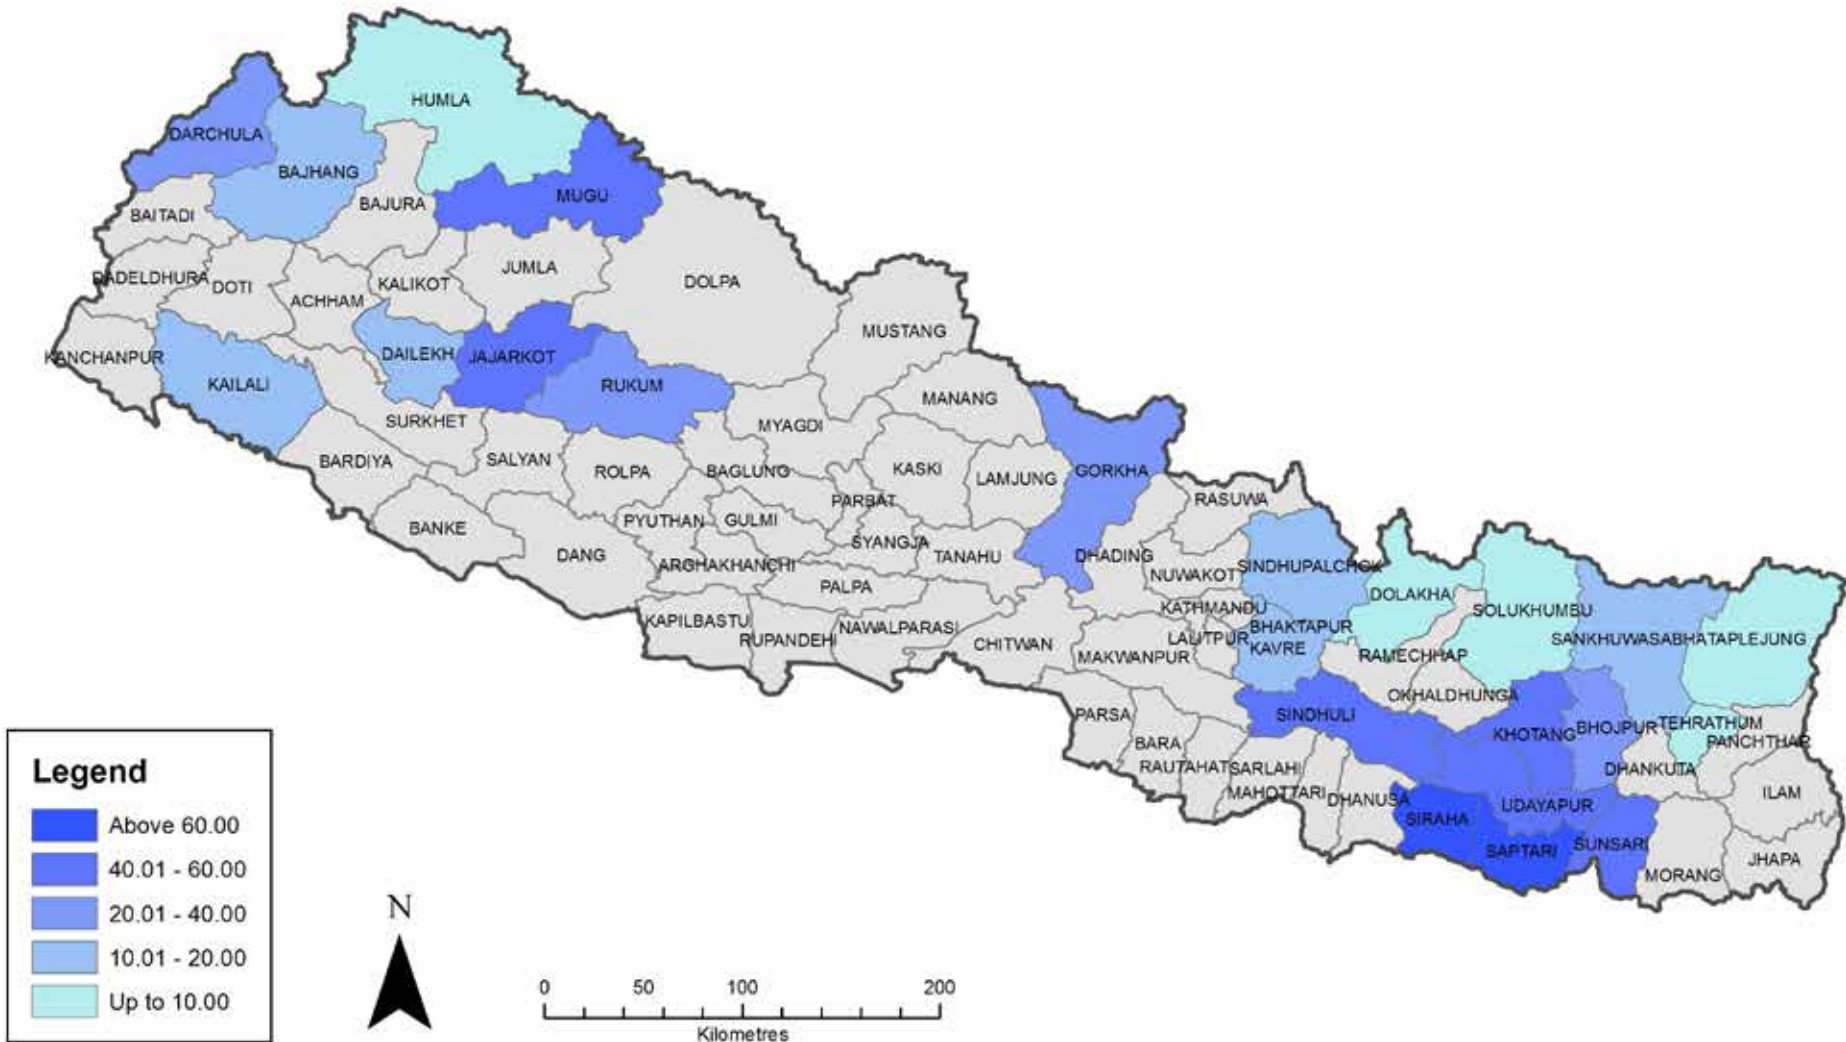 HUMLA
DARCHULA
BAJHANG
MUGU
BAJURA
BAITADI
DADELDHURA
DOTI
ACHHAM
KALIKOT
JUMLA
DOLPA
MUSTANG
KANCHANPUR
KAILALI
DAILEKH
JAJARKOT
RUKUM
MANANG
SURKHET
MYAGDI
BARDIYA
SALYAN
ROLPA
BAGLUNG
KASKI
LAMJUNG
GORKHA
PARBAT
RASUWA
BANKE
PYUTHAN
GULMI
SYANGJA
DANG
ARGHAKHANCHI
TANAHU
DHADING
NUWAKOT
SINDHUPALCHOK
PALPA
DOLAKHA
KATHMANDU
SOLUKHUMBU
KAPILBASTU
RUPANDEHI
NAWALPARASI
CHITWAN
LALITPUR
BHAKTAPUR
KAVRE
SANKHUWASABHA
TAPLEJUNG
MAKWANPUR
RAMECHHAP
OKHALDHUNGA
PARSA
SINDHULI
KHOTANG
BHOJPUR
TEHRATHUM
PANCHTHAR
BARA
RAUTAHAT
SARLAHI
DHANKUTA
MAHOTTARI
DHANUSA
ILAM
SIRAHA
UDAYAPUR
SAPTARI
SUNSARI
MORANG
JHAPA
Legend
Above 60.00
40.01 - 60.00
20.01 - 40.00
10.01 - 20.00
Up to 10.00
N
0 50 100 200
Kilometres